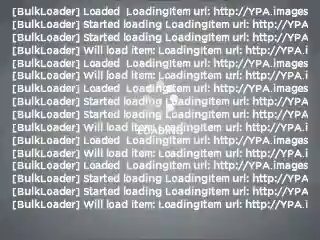 [BulkLoader] Loaded LoadingItem url: http://YPA.images
[BulkLoader] Started loading LoadingItem url: http://YPA
[BulkLoader] Will load item: LoadingItem url: http://YPA.i
[BulkLoader] Loaded LoadingItem url: http://YPA.images
[BulkLoader] Started loading LoadingItem url: http://YPA
[BulkLoader] Will load item: LoadingItem url: http://YPA.i
[BulkLoader] Loaded LoadingItem url: http://YPA.images
[BulkLoader] Started loading LoadingItem url: http://YPA
[BulkLoader] Started loading LoadingItem url: http://YPA
[BulkLoader] Will load item: LoadingItem url: http://YPA.i
LOADING
[BulkLoader] Loaded LoadingItem url: http://YPA.images
[BulkLoader] Will load item: LoadingItem url: http://YPA.i
[BulkLoader] Loaded LoadingItem url: http://YPA.images
[BulkLoader] Started loading LoadingItem url: http://YPA
[BulkLoader] Started loading LoadingItem url: http://YPA
[BulkLoader] Will load item: LoadingItem url: http://YPA.i